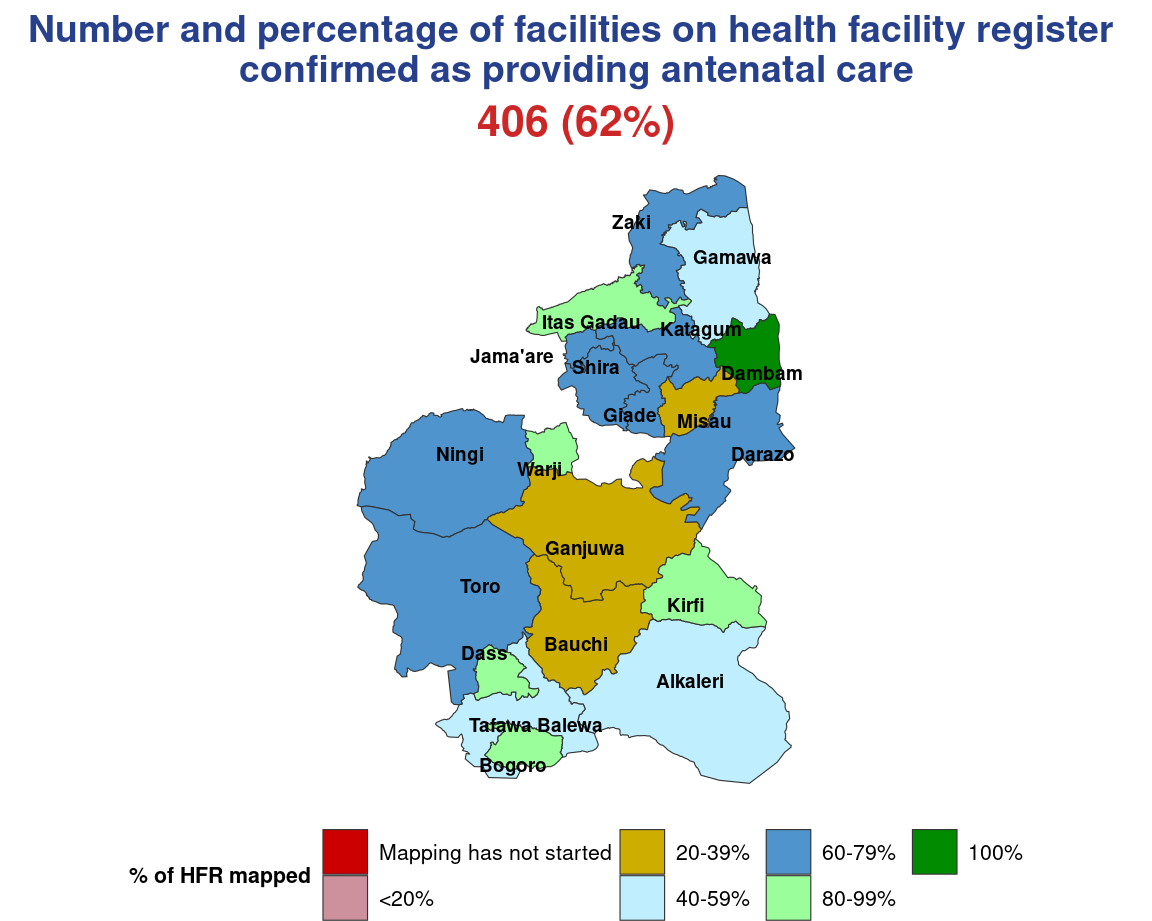 Number and percentage of facilities on health facility register
confirmed as providing antenatal care
406 (62%)
Zaki
Gamawa
Itas Gadau
Katagum
Jama'are
Shira
Dambam
Giade
Misau
Ningi
Warji
Darazo
Ganjuwa
Toro
Kirfi
Bauchi
Dass
Alkaleri
Tafawa Balewa
Bogoro
% of HFR mapped
Mapping has not started
<20%
20-39%
40-59%
60-79%
80-99%
100%